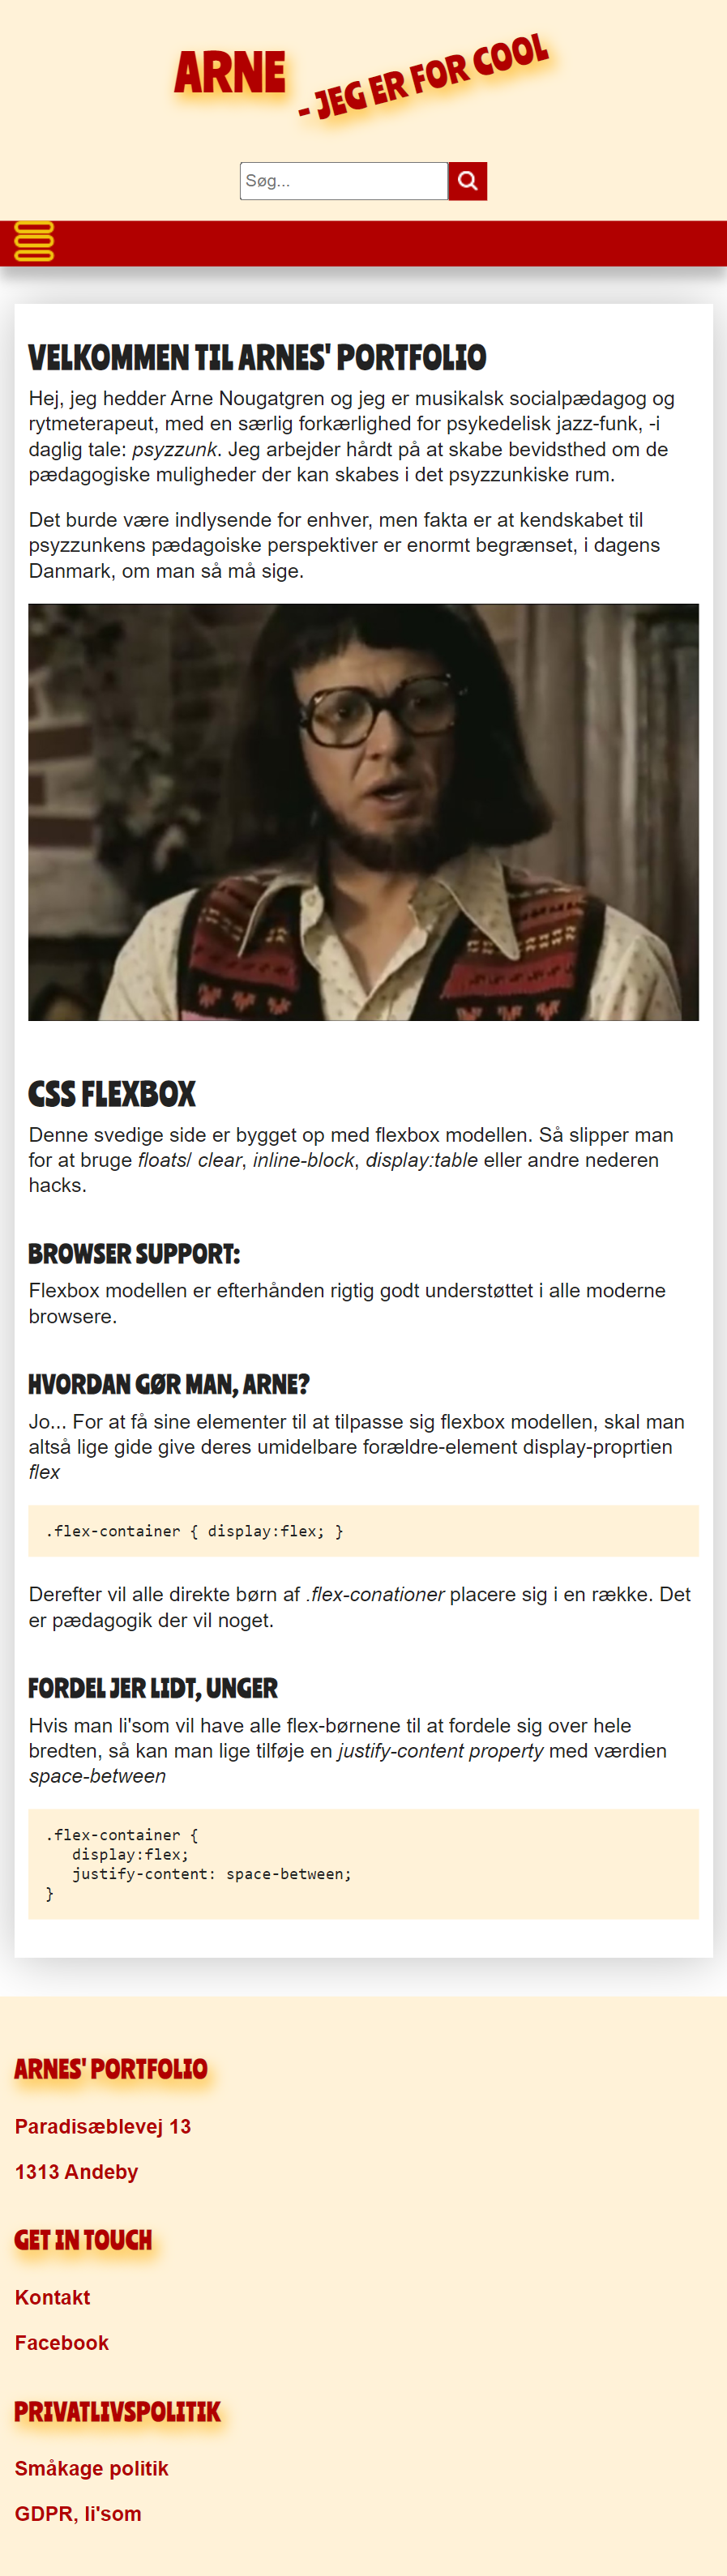 ARNE
- JEG ER FOR COOL
Søg...
VELKOMMEN TIL ARNES' PORTFOLIO
Hej, jeg hedder Arne Nougatgren og jeg er musikalsk socialpædagog og
rytmeterapeut, med en særlig forkærlighed for psykedelisk jazz-funk, -i
daglig tale: psyzzunk. Jeg arbejder hårdt på at skabe bevidsthed om de
pædagogiske muligheder der kan skabes i det psyzzunkiske rum.
Det burde være indlysende for enhver, men fakta er at kendskabet til
psyzzunkens pædagoiske perspektiver er enormt begrænset, i dagens
Danmark, om man så må sige.
CSS FLEXBOX
Denne svedige side er bygget op med flexbox modellen. Så slipper man
for at bruge floats/ clear, inline-block, display:table eller andre nederen
hacks.
BROWSER SUPPORT:
Flexbox modellen er efterhånden rigtig godt understøttet i alle moderne
browsere.
HVORDAN GØR MAN, ARNE?
Jo... For at få sine elementer til at tilpasse sig flexbox modellen, skal man
altså lige gide give deres umidelbare forældre-element display-proprtien
flex
.flex-container { display:flex; }
Derefter vil alle direkte børn af .flex-conationer placere sig i en række. Det
er pædagogik der vil noget.
FORDEL JER LIDT, UNGER
Hvis man li'som vil have alle flex-børnene til at fordele sig over hele
bredten, så kan man lige tilføje en justify-content property med værdien
space-between
.flex-container {
display:flex;
justify-content: space-between;
}
ARNES' PORTFOLIO
Paradisæblevej 13
1313 Andeby
GET IN TOUCH
Kontakt
Facebook
PRIVATLIVSPOLITIK
Småkage politik
GDPR, li'som